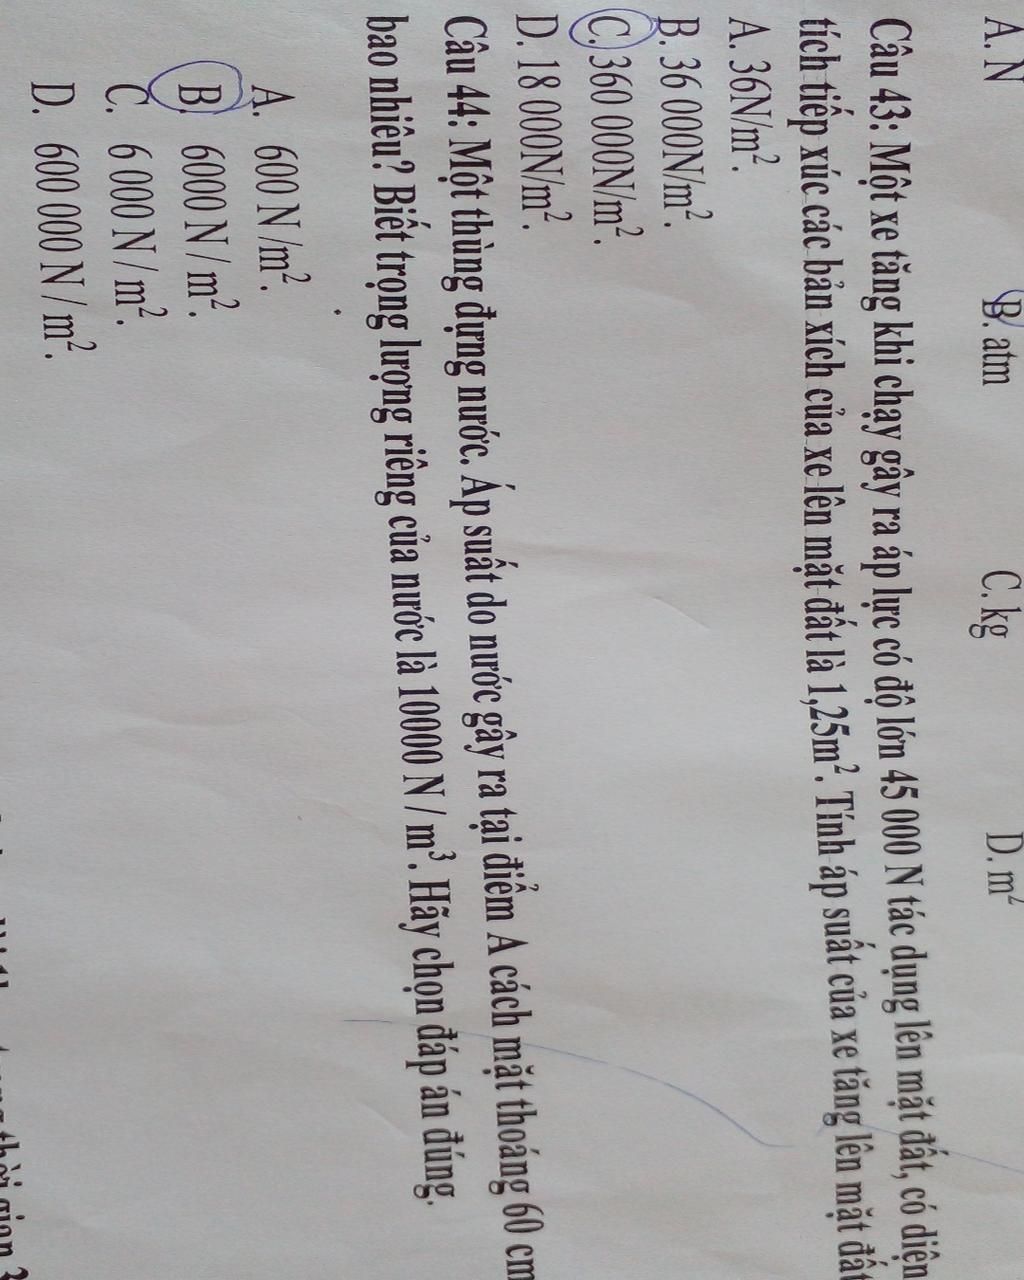 A. N B. atm C. kg D. m²
Câu 43: Một xe tăng khi chạy gây ra áp lực có độ lớn 45 000 N tác dụng lên mặt đất, có diện
tích tiếp xúc các bản xích của xe lên mặt đất là 1,25m². Tính áp suất của xe tăng lên mặt đất
A. 36N/m².
B. 36 000N/m².
C. 360 000N/m².
D. 18 000N/m².
Câu 44: Một thùng đựng nước. Áp suất do nước gây ra tại điểm A cách mặt thoáng 60 cm
bao nhiêu? Biết trọng lượng riêng của nước là 10000 N / m³. Hãy chọn đáp án đúng.
A. 600 N /m².
B. 6000 N / m².
C. 6 000 N / m².
D. 600 000 N / m².
thời gian 3